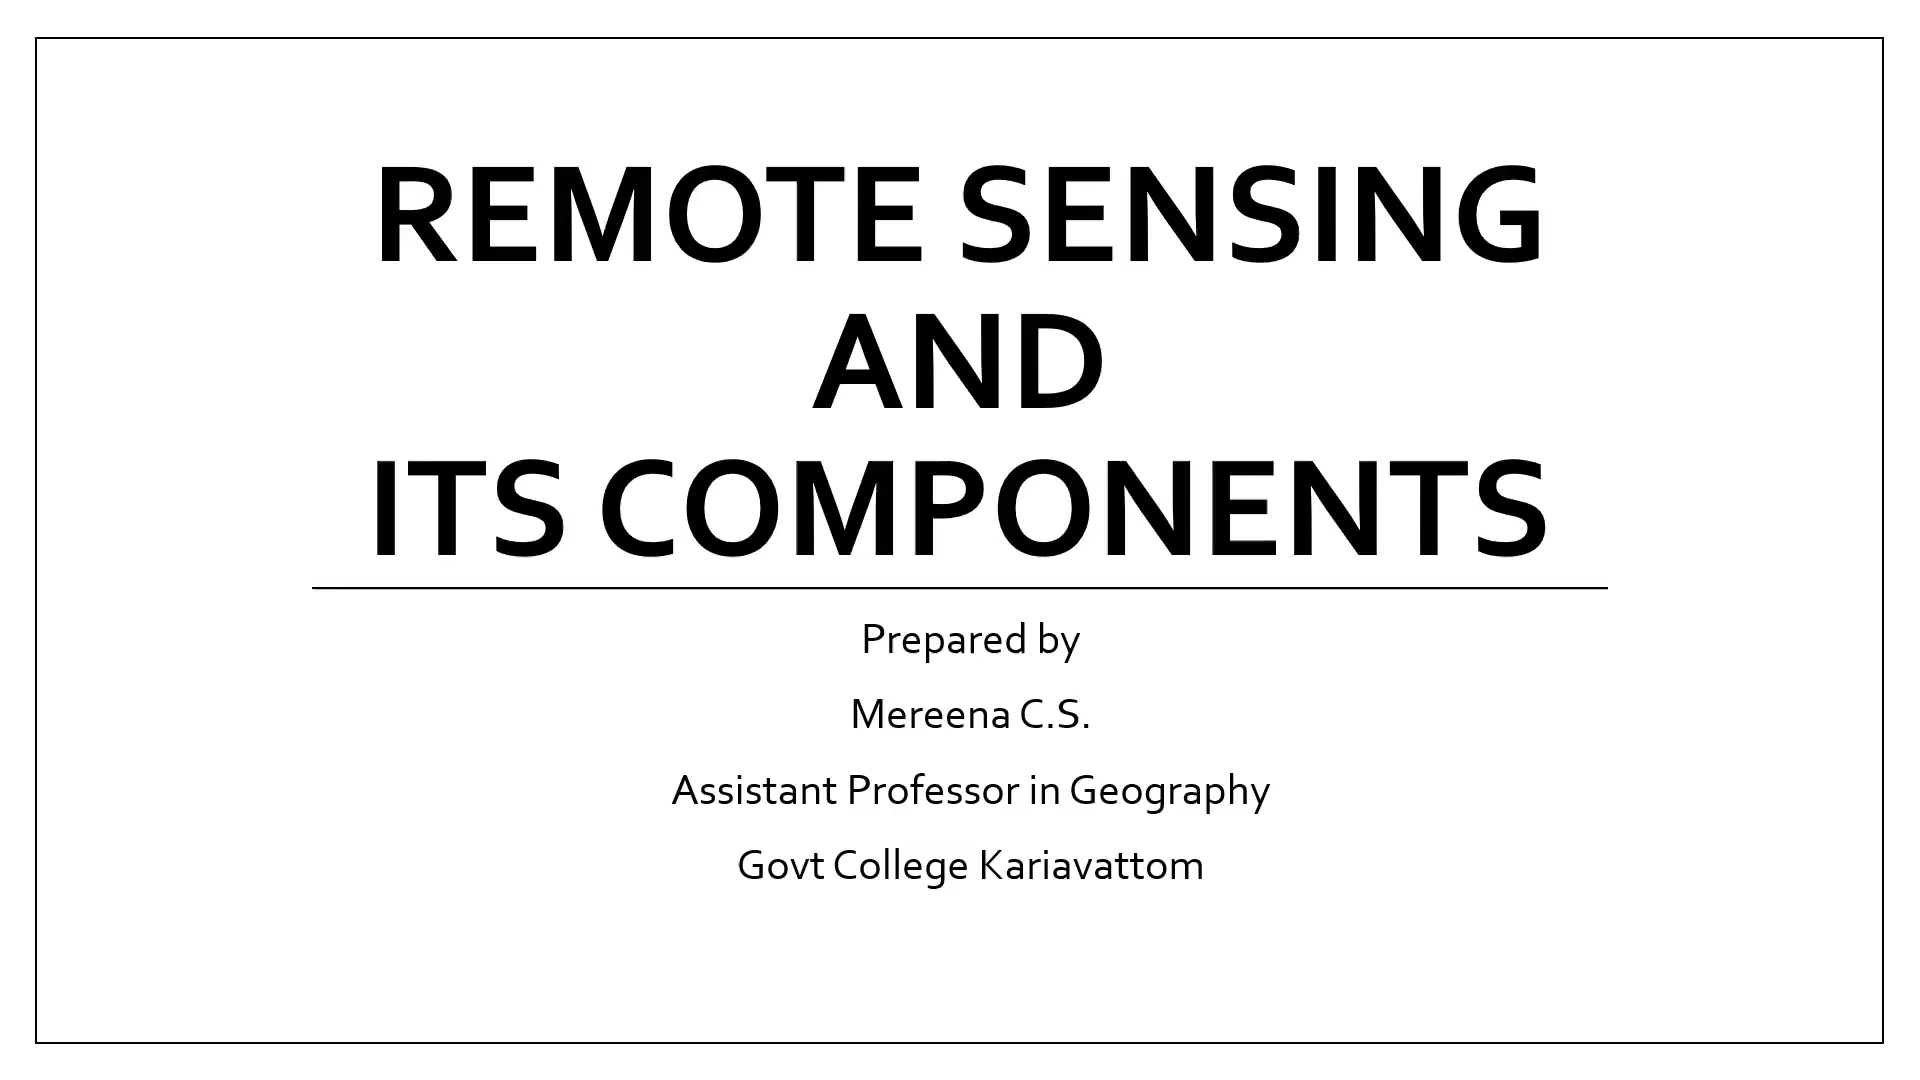 REMOTE SENSING
AND
ITS COMPONENTS
Prepared by
Mereena C.S.
Assistant Professor in Geography
Govt College Kariavattom